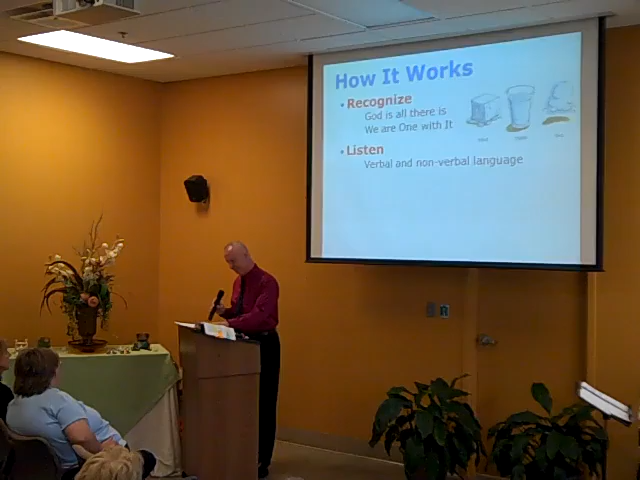 How It Works
• Recognize
God is all there is
We are One with It
• Listen
Verbal and non-verbal language